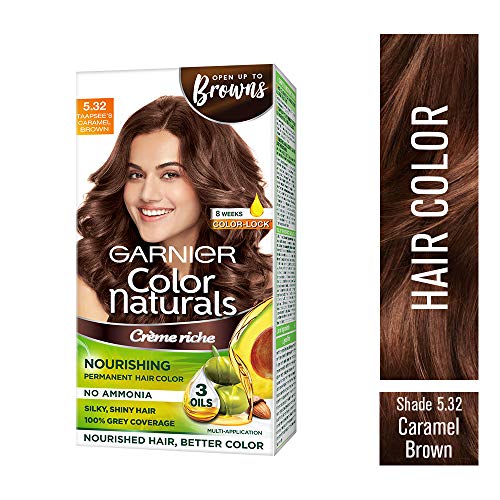 OPEN UP TO
Browns
5.32
TAAPSEE'S
CARAMEL
BROWN
8 WEEKS
COLOR-LOCK
GARNIER
Color
Naturals
Crème riche
NOURISHING
PERMANENT HAIR COLOR
NO AMMONIA
SILKY, SHINY HAIR
100% GREY COVERAGE
3
OILS
MULTI-APPLICATION
NOURISHED HAIR, BETTER COLOR
HAIR COLOR
Shade 5.32
Caramel
Brown